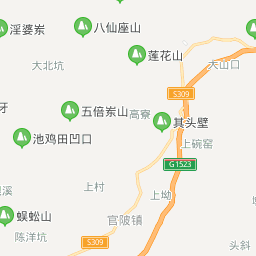 淫婆岽
八仙座山
莲花山
大北坑
大山口
S309
牙
五倍岽山
高寮
其头壁
池鸡田凹口
上碗窑
G1523
上村
上坳
溪
蜈蚣山
官陂镇
陈洋坑
S309
头斜